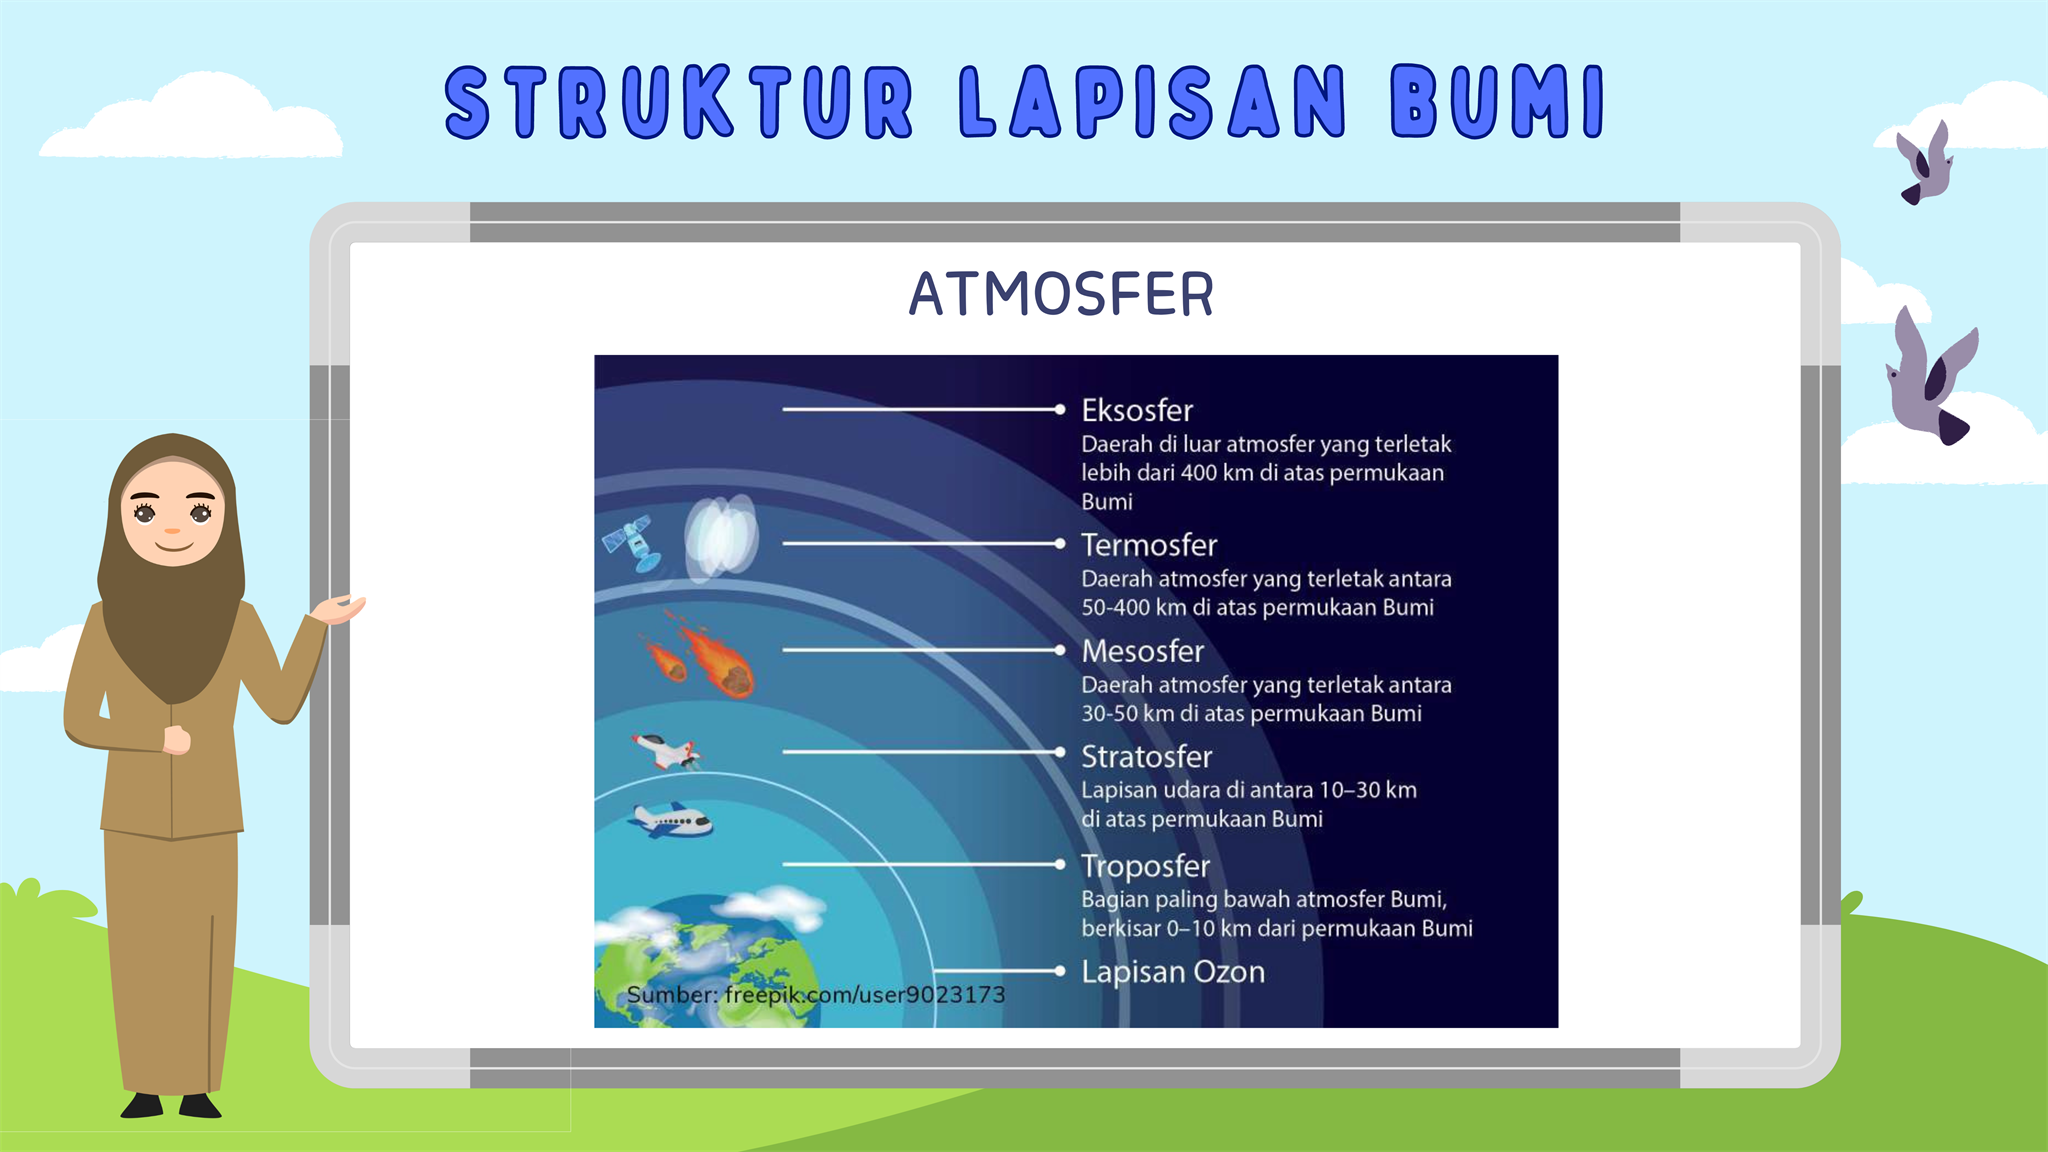 STRUKTUR LAPISAN BUMI
ATMOSFER
Eksosfer
Daerah di luar atmosfer yang terletak
lebih dari 400 km di atas permukaan
Bumi
Termosfer
Daerah atmosfer yang terletak antara
50-400 km di atas permukaan Bumi
Mesosfer
Daerah atmosfer yang terletak antara
30-50 km di atas permukaan Bumi
Stratosfer
Lapisan udara di antara 10–30 km
di atas permukaan Bumi
Troposfer
Bagian paling bawah atmosfer Bumi,
berkisar 0–10 km dari permukaan Bumi
Lapisan Ozon
Sumber: freepik.com/user9023173